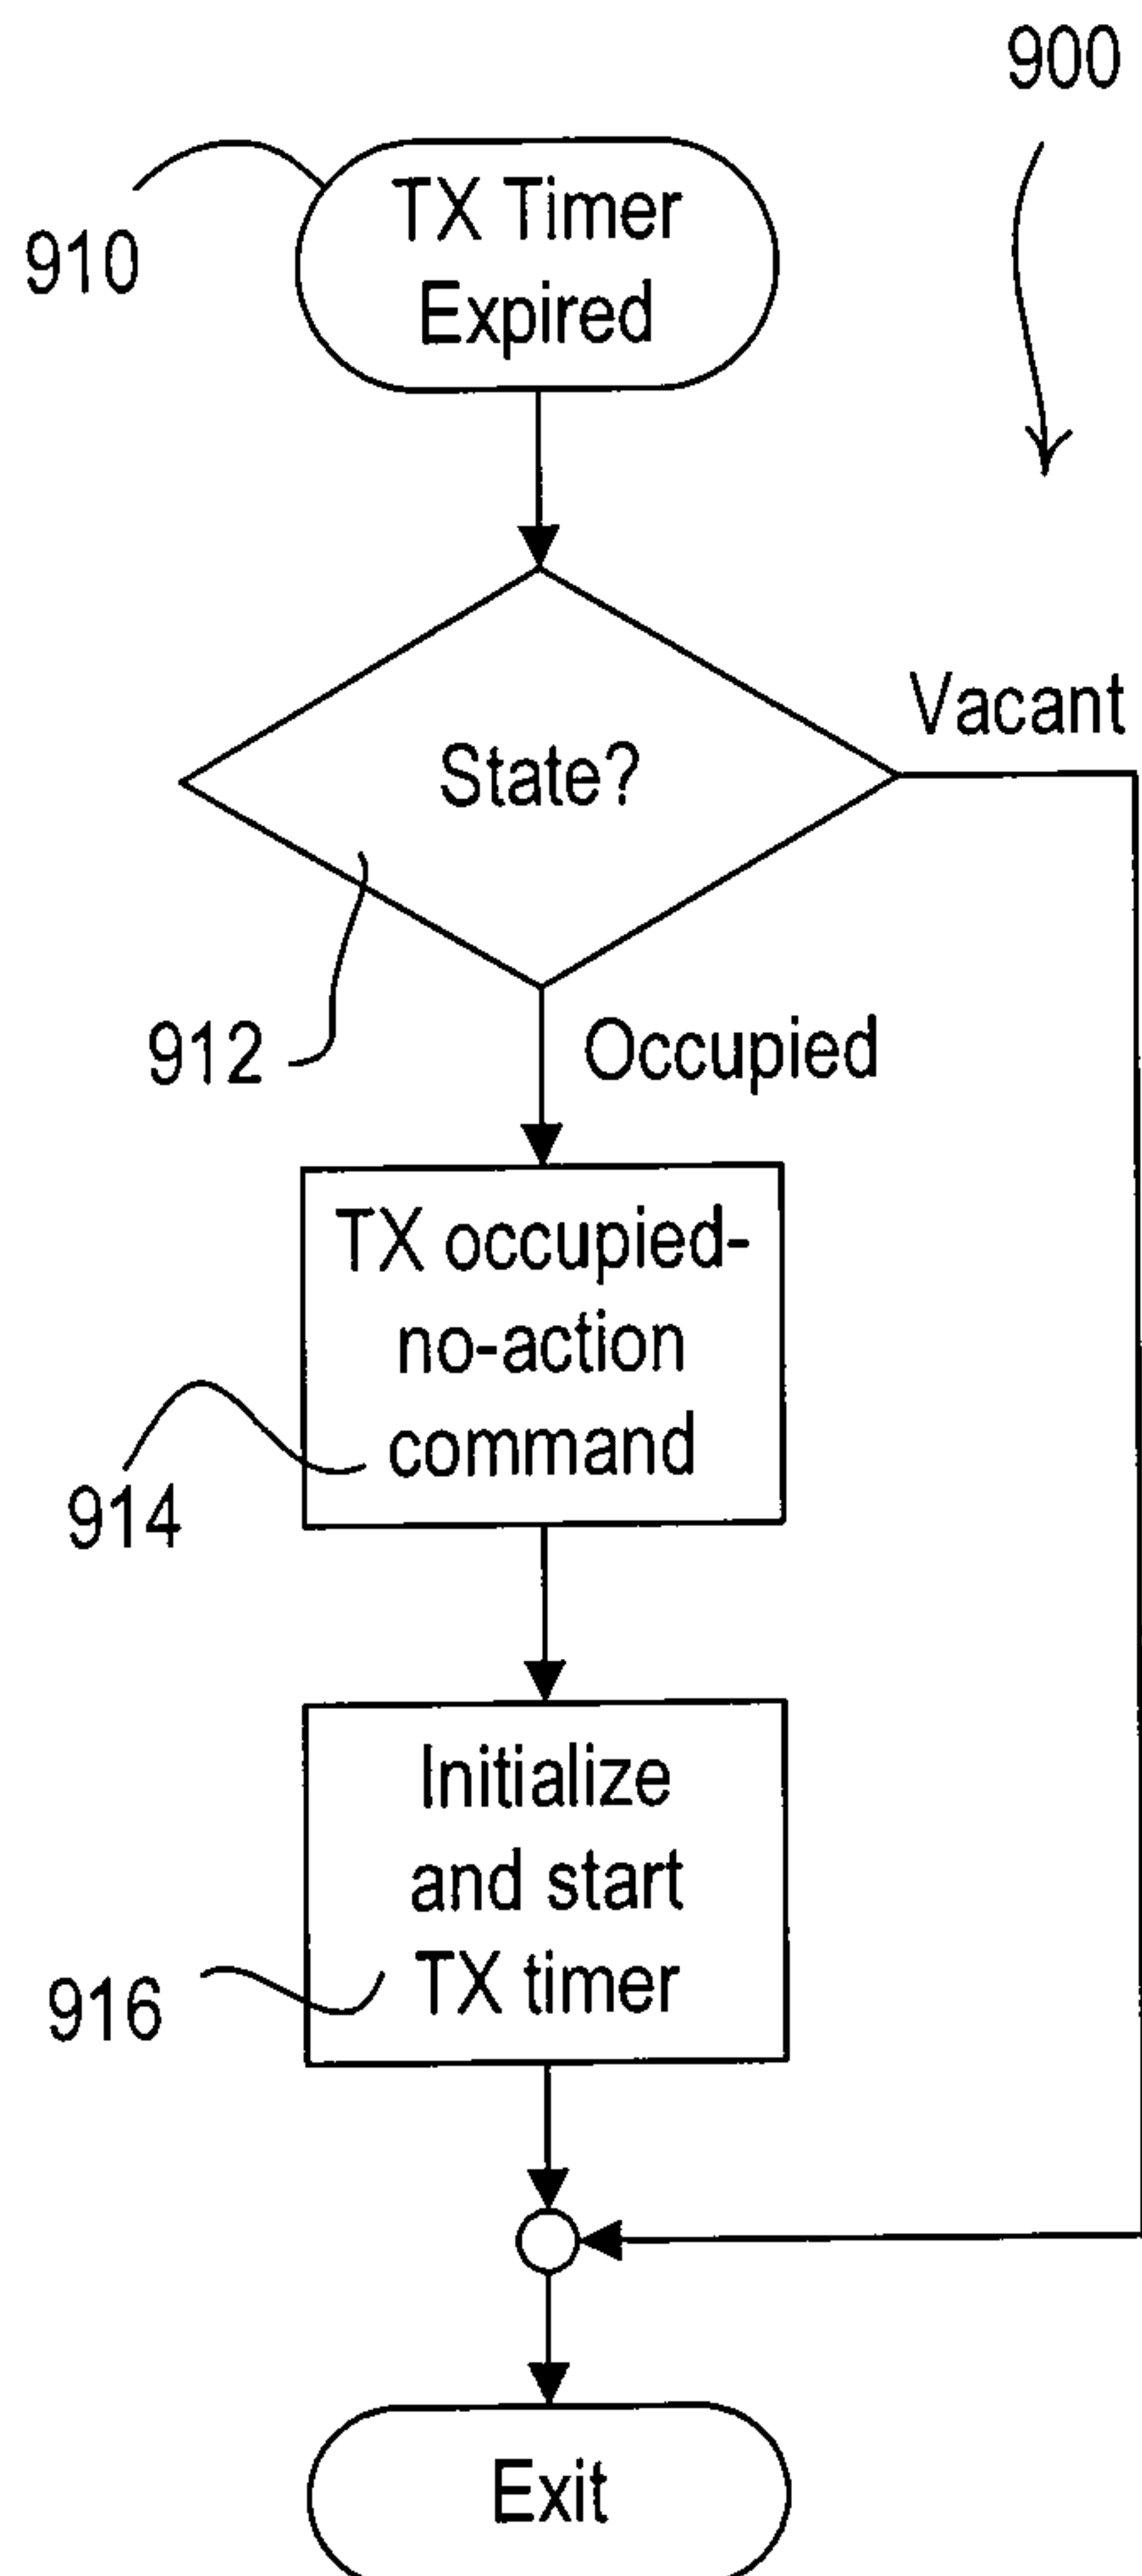 900
TX Timer
Expired
910
State?
Vacant
912
Occupied
TX occupied-
no-action
command
914
Initialize
and start
TX timer
916
Exit